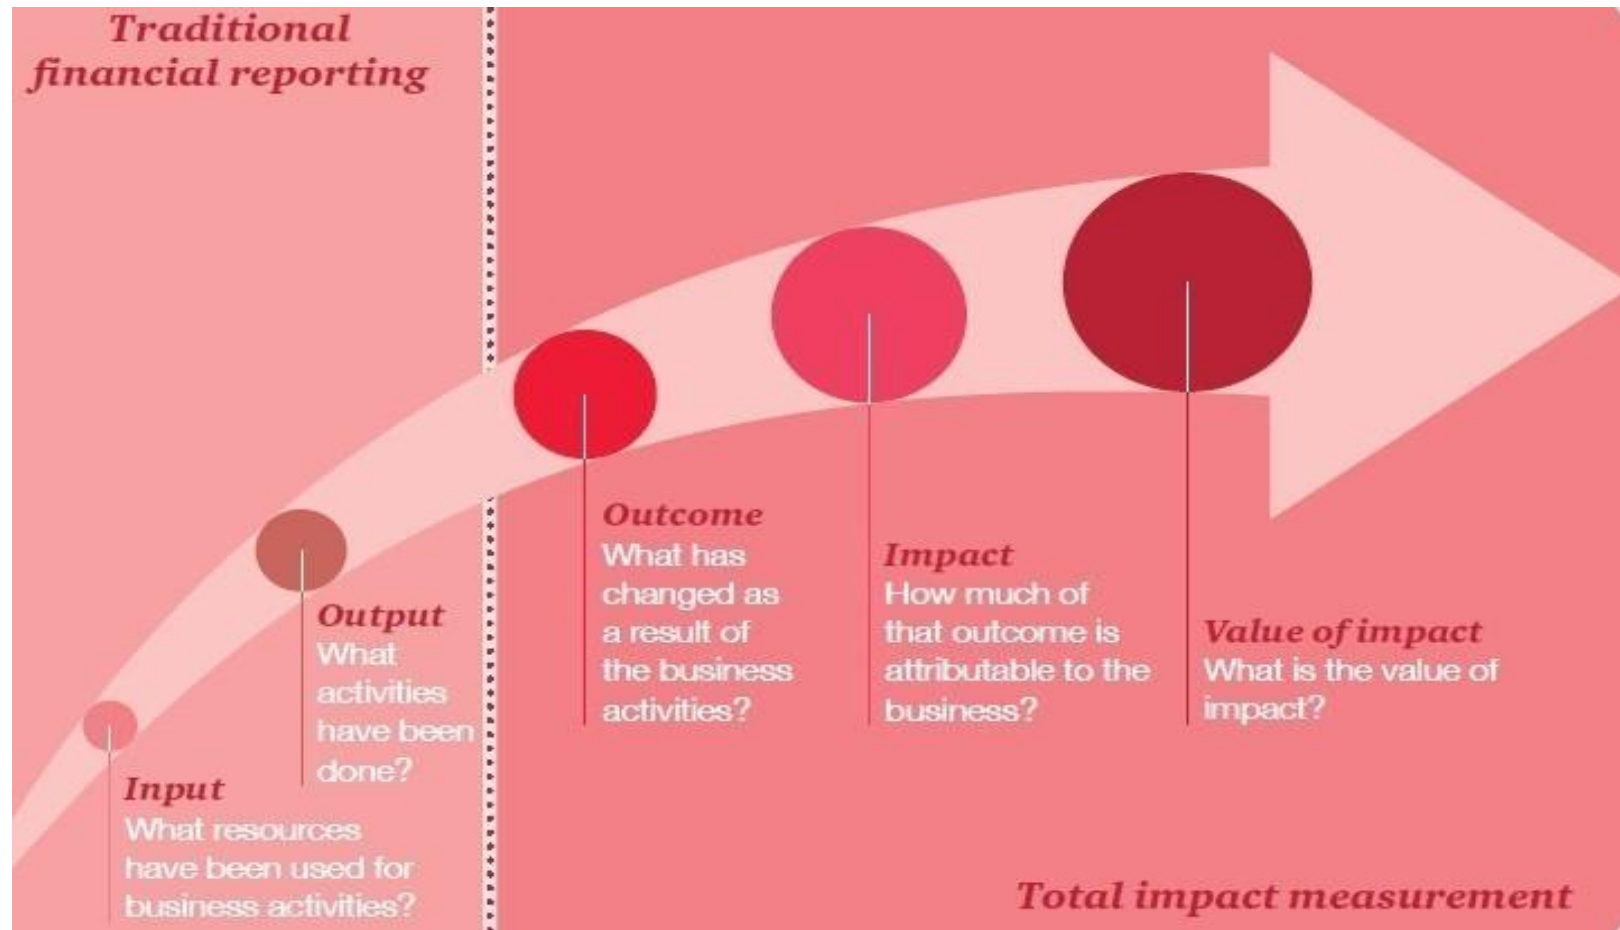 Traditional
financial reporting
Input
What resources
have been used for
business activities?
Output
What
activities
have been
done?
Outcome
What has
changed as
a result of
the business
activities?
Impact
How much of
that outcome is
attributable to the
business?
Value of impact
What is the value of
impact?
Total impact measurement